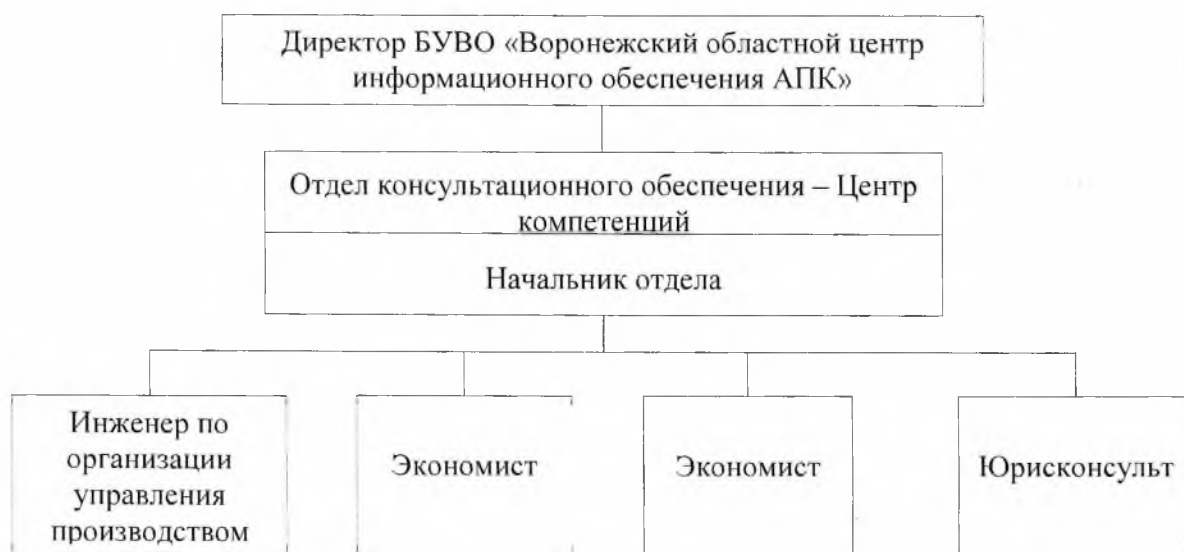 Директор БУВО «Воронежский областной центр
информационного обеспечения АПК»
Отдел консультационного обеспечения – Центр
компетенций
Начальник отдела
Инженер по
организации
управления
производством
Экономист
Экономист
Юрисконсульт